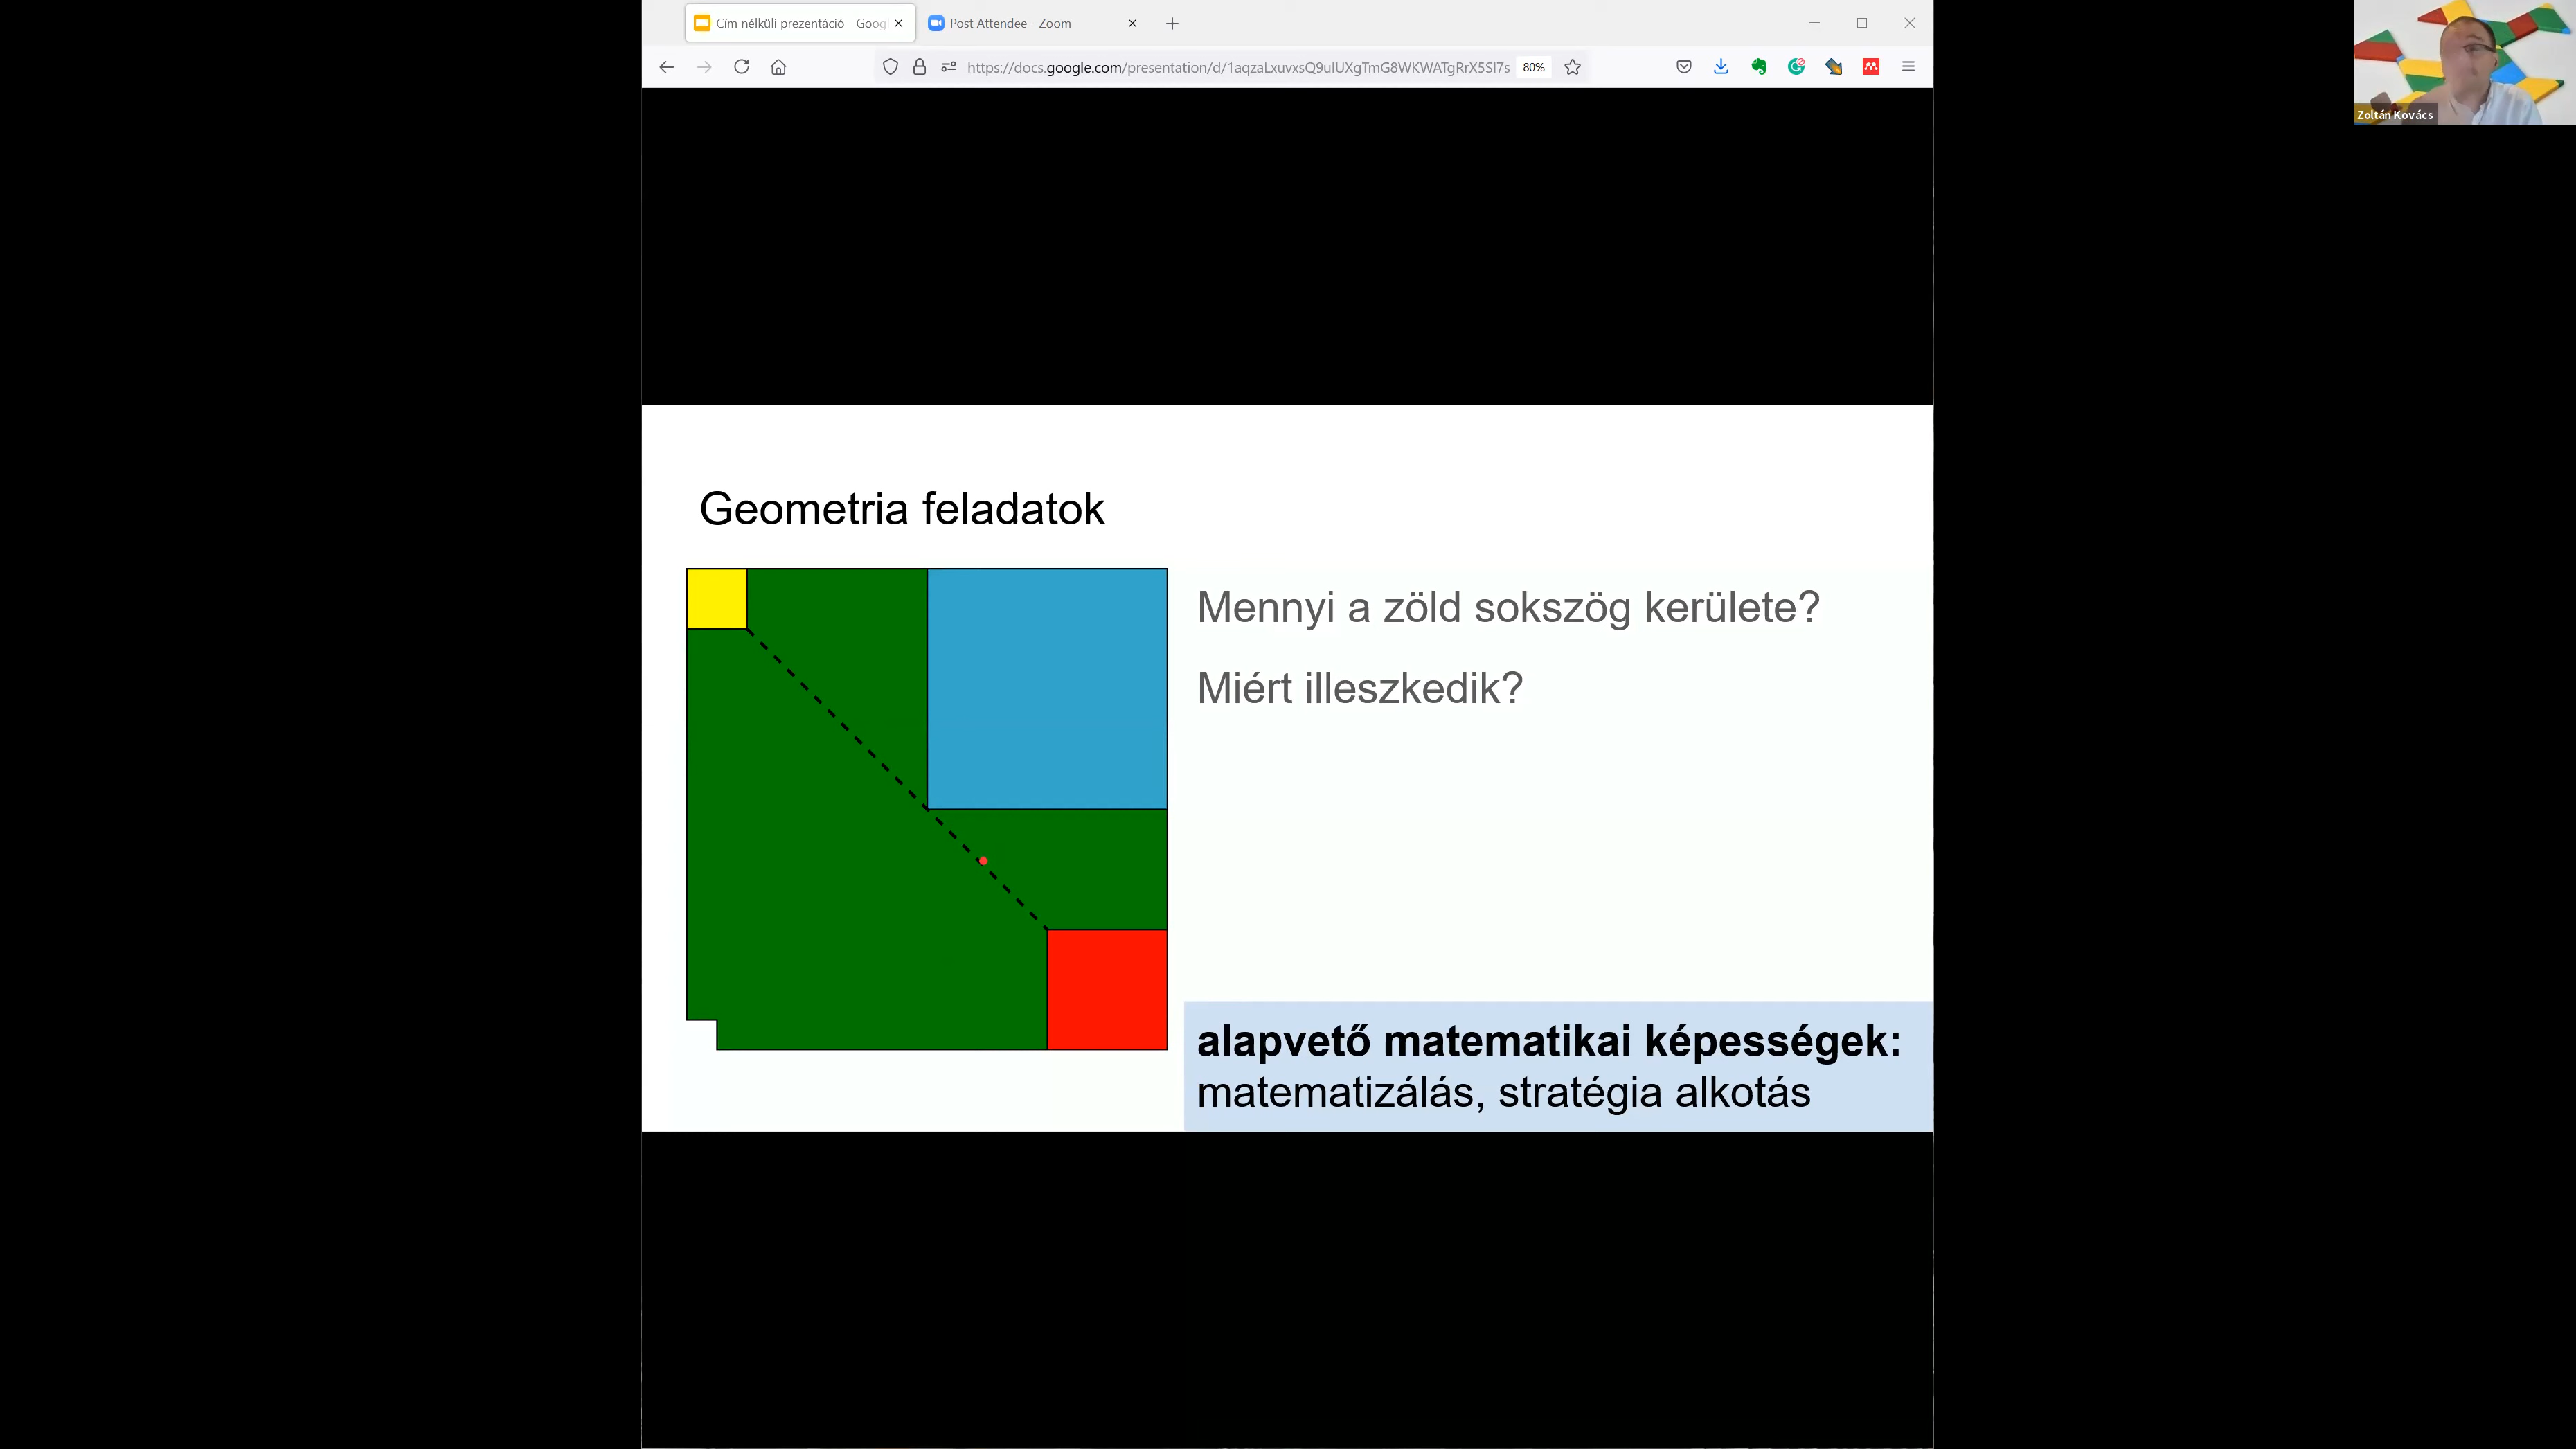 Cím nélküli prezentáció - Googl
Post Attendee - Zoom
https://docs.google.com/presentation/d/1aqzaLxuvxsQ9ulUXgTmG8WKWATgRrX5Sl7s
80%
Zoltán Kovács
Geometria feladatok
Mennyi a zöld sokszög kerülete?
Miért illeszkedik?
alapvető matematikai képességek:
matematizálás, stratégia alkotás